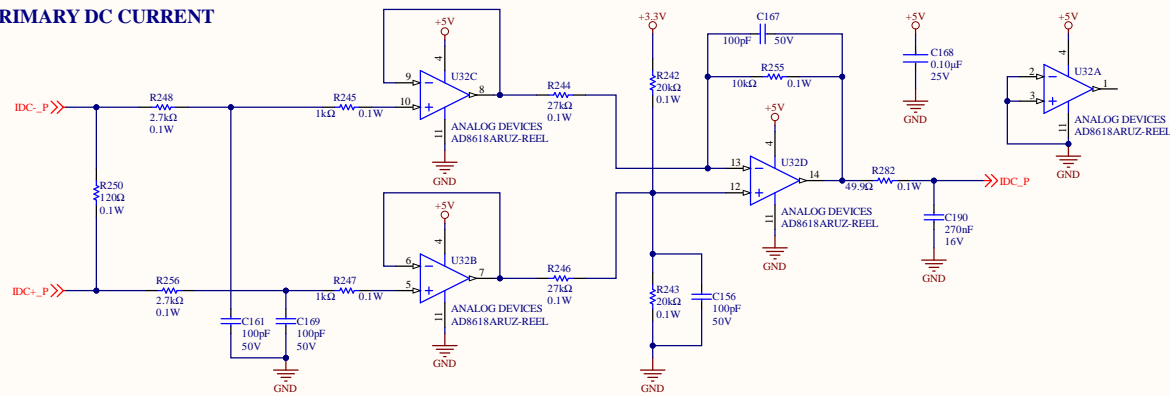 RIMARY DC CURRENT
IDC-_P
IDC+_P
R250
120Ω
0.1W
R248
2.7kΩ
0.1W
R256
2.7kΩ
0.1W
C161
100pF
50V
C169
100pF
50V
GND
R245
1kΩ
0.1W
R247
1kΩ
0.1W
+5V
4
9
10
8
11
U32C
ANALOG DEVICES
AD8618ARUZ-REEL
GND
+5V
4
6
5
7
11
U32B
ANALOG DEVICES
AD8618ARUZ-REEL
GND
R244
27kΩ
0.1W
R246
27kΩ
0.1W
+3.3V
R242
20kΩ
0.1W
R243
20kΩ
0.1W
C156
100pF
50V
GND
C167
100pF
50V
R255
10kΩ
0.1W
+5V
4
13
12
14
11
U32D
ANALOG DEVICES
AD8618ARUZ-REEL
GND
R282
49.9Ω
0.1W
IDC_P
C190
270nF
16V
GND
+5V
C168
0.10µF
25V
GND
+5V
4
2
3
1
11
U32A
ANALOG DEVICES
AD8618ARUZ-REEL
GND